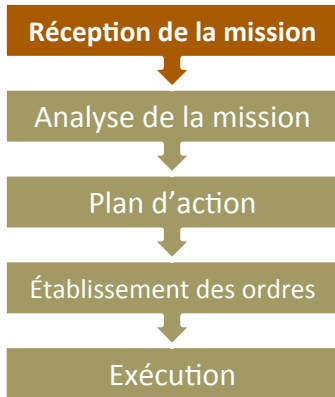 Réception de la mission
Analyse de la mission
Plan d’action
Établissement des ordres
Exécution